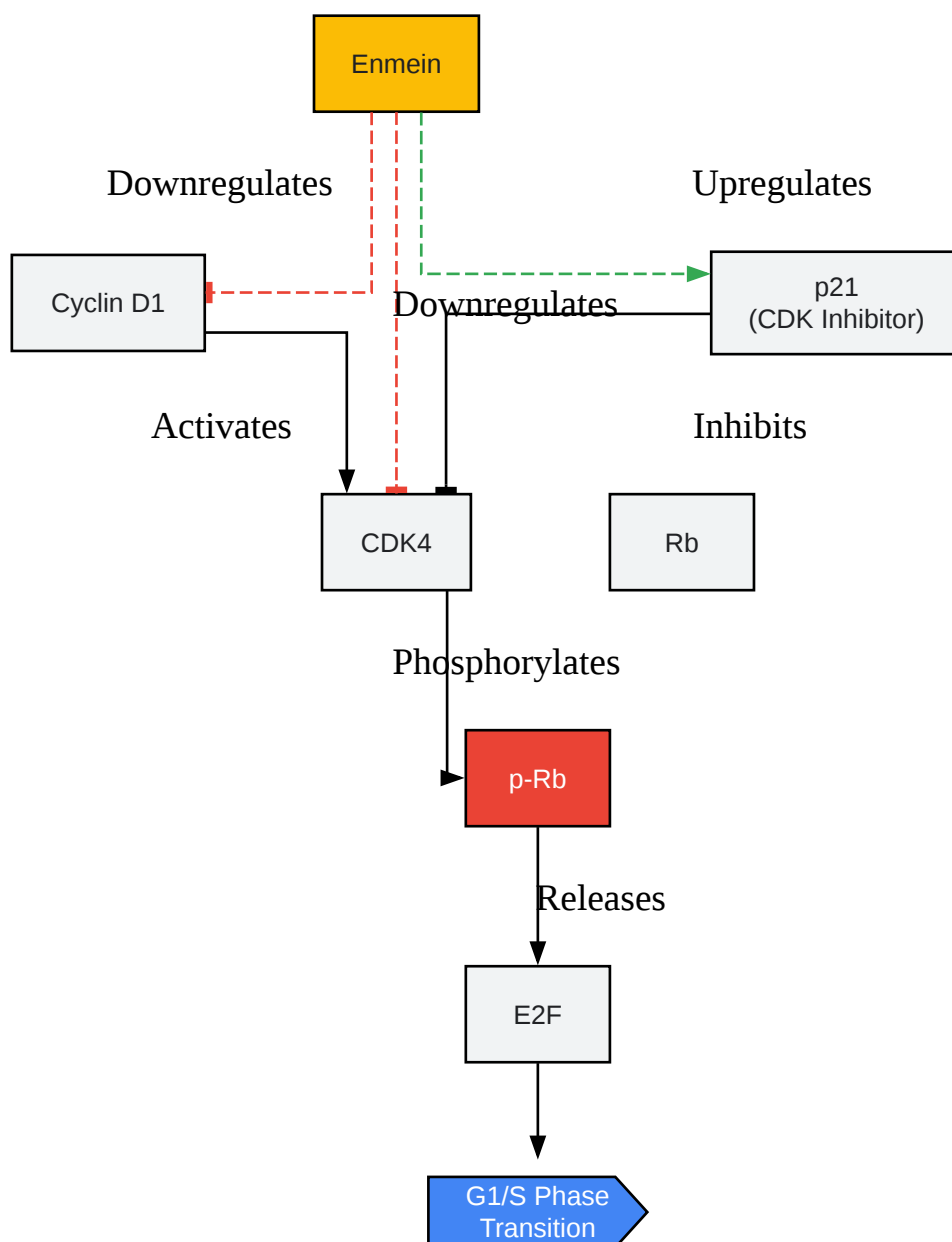 Enmein
Downregulates
Upregulates
Cyclin D1
Downregulates
p21
(CDK Inhibitor)
Activates
Inhibits
CDK4
Rb
Phosphorylates
p-Rb
Releases
E2F
G1/S Phase
Transition